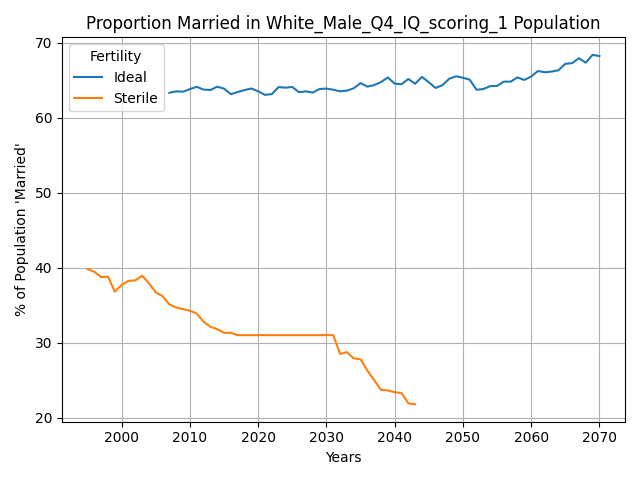 Proportion Married in White_Male_Q4_IQ_scoring_1 Population
% of Population 'Married'
70
60
50
40
30
20
Fertility
Ideal
Sterile
2000 2010 2020 2030 2040 2050 2060 2070
Years